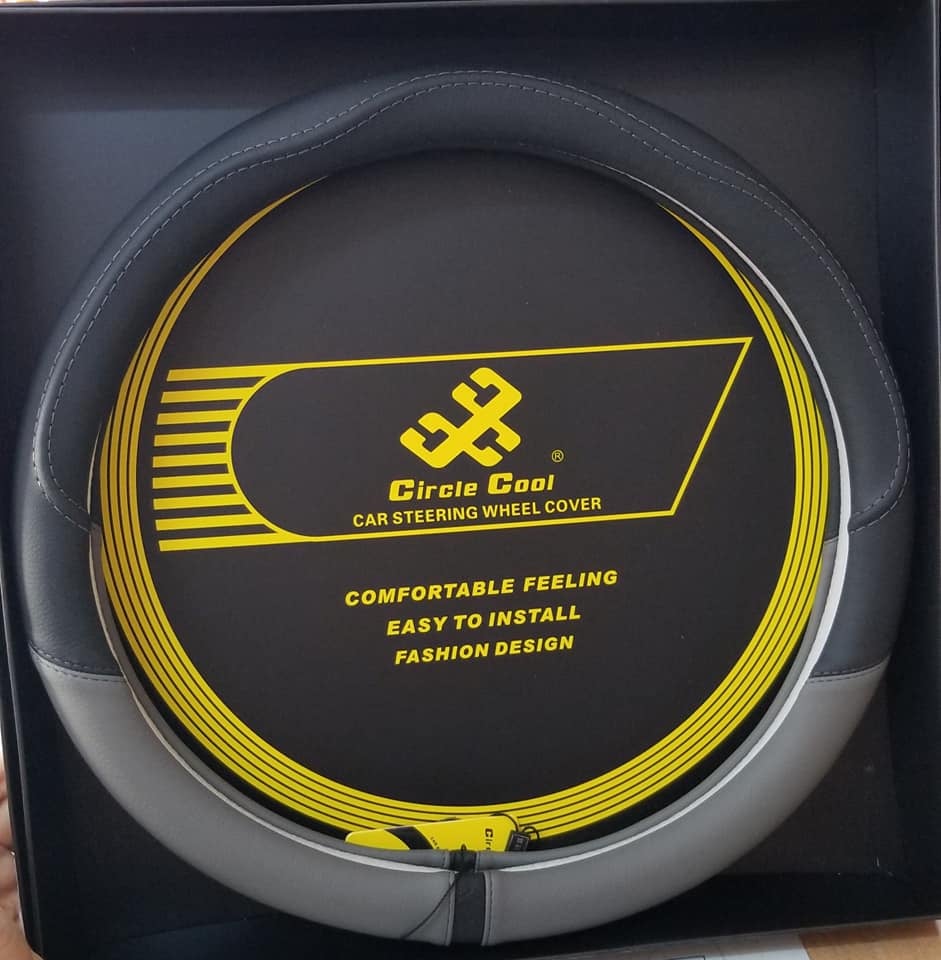 ®
Circle Cool
CAR STEERING WHEEL COVER
COMFORTABLE FEELING
EASY TO INSTALL
FASHION DESIGN